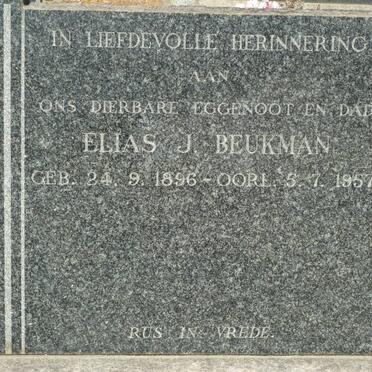 IN LIEFDEVOLLE HERINNERING
AAN
ONS DIERBARE EGGENOOT EN DAD
ELIAS J. BEUKMAN
GEB. 24. 9. 1896 - OORL. 5. 7. 1957
RUS IN VREDE.